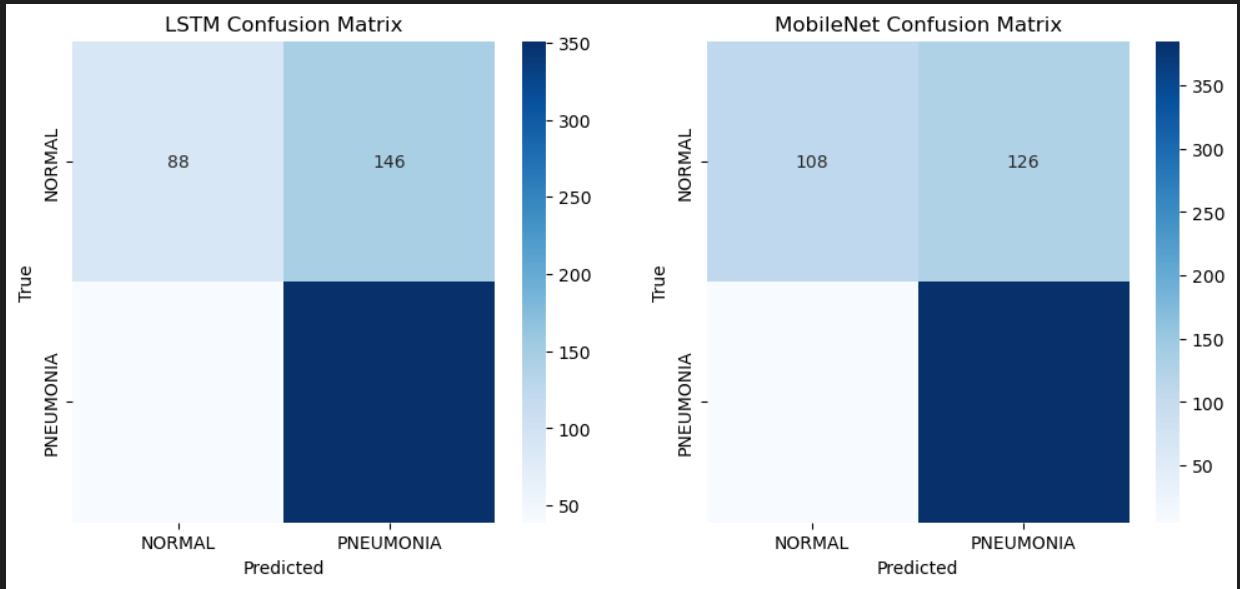 LSTM Confusion Matrix
NORMAL
PNEUMONIA
True
88
146
NORMAL
PNEUMONIA
Predicted
350
300
250
200
150
100
50
MobileNet Confusion Matrix
NORMAL
PNEUMONIA
True
108
126
NORMAL
PNEUMONIA
Predicted
350
300
250
200
150
100
50